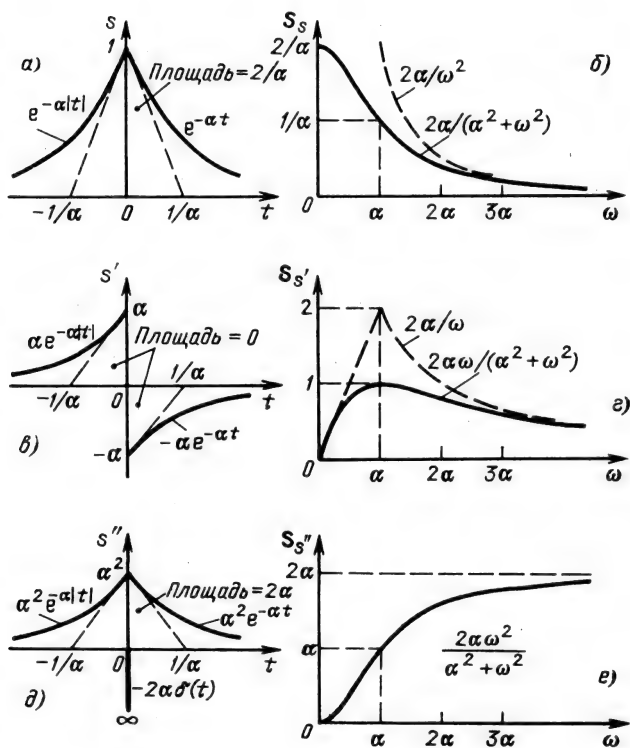 а)
s
1
Площадь=2/α
e^{-α|t|}
e^{-αt}
-1/α
0
1/α
t
б)
S_s
2/α
1/α
2α/ω²
2α/(α²+ω²)
0
α
2α
3α
ω
в)
s'
α
αe^{-α|t|}
Площадь = 0
1/α
-1/α
0
t
-α
-αe^{-αt}
г)
S_{s'}
2
1
2α/ω
2αω/(α²+ω²)
0
α
2α
3α
ω
д)
s''
α²
Площадь=2α
α²e^{-α|t|}
α²e^{-αt}
-1/α
0
1/α
t
-2αδ(t)
∞
е)
S_{s''}
2α
α
2αω²
α²+ω²
0
α
2α
3α
ω